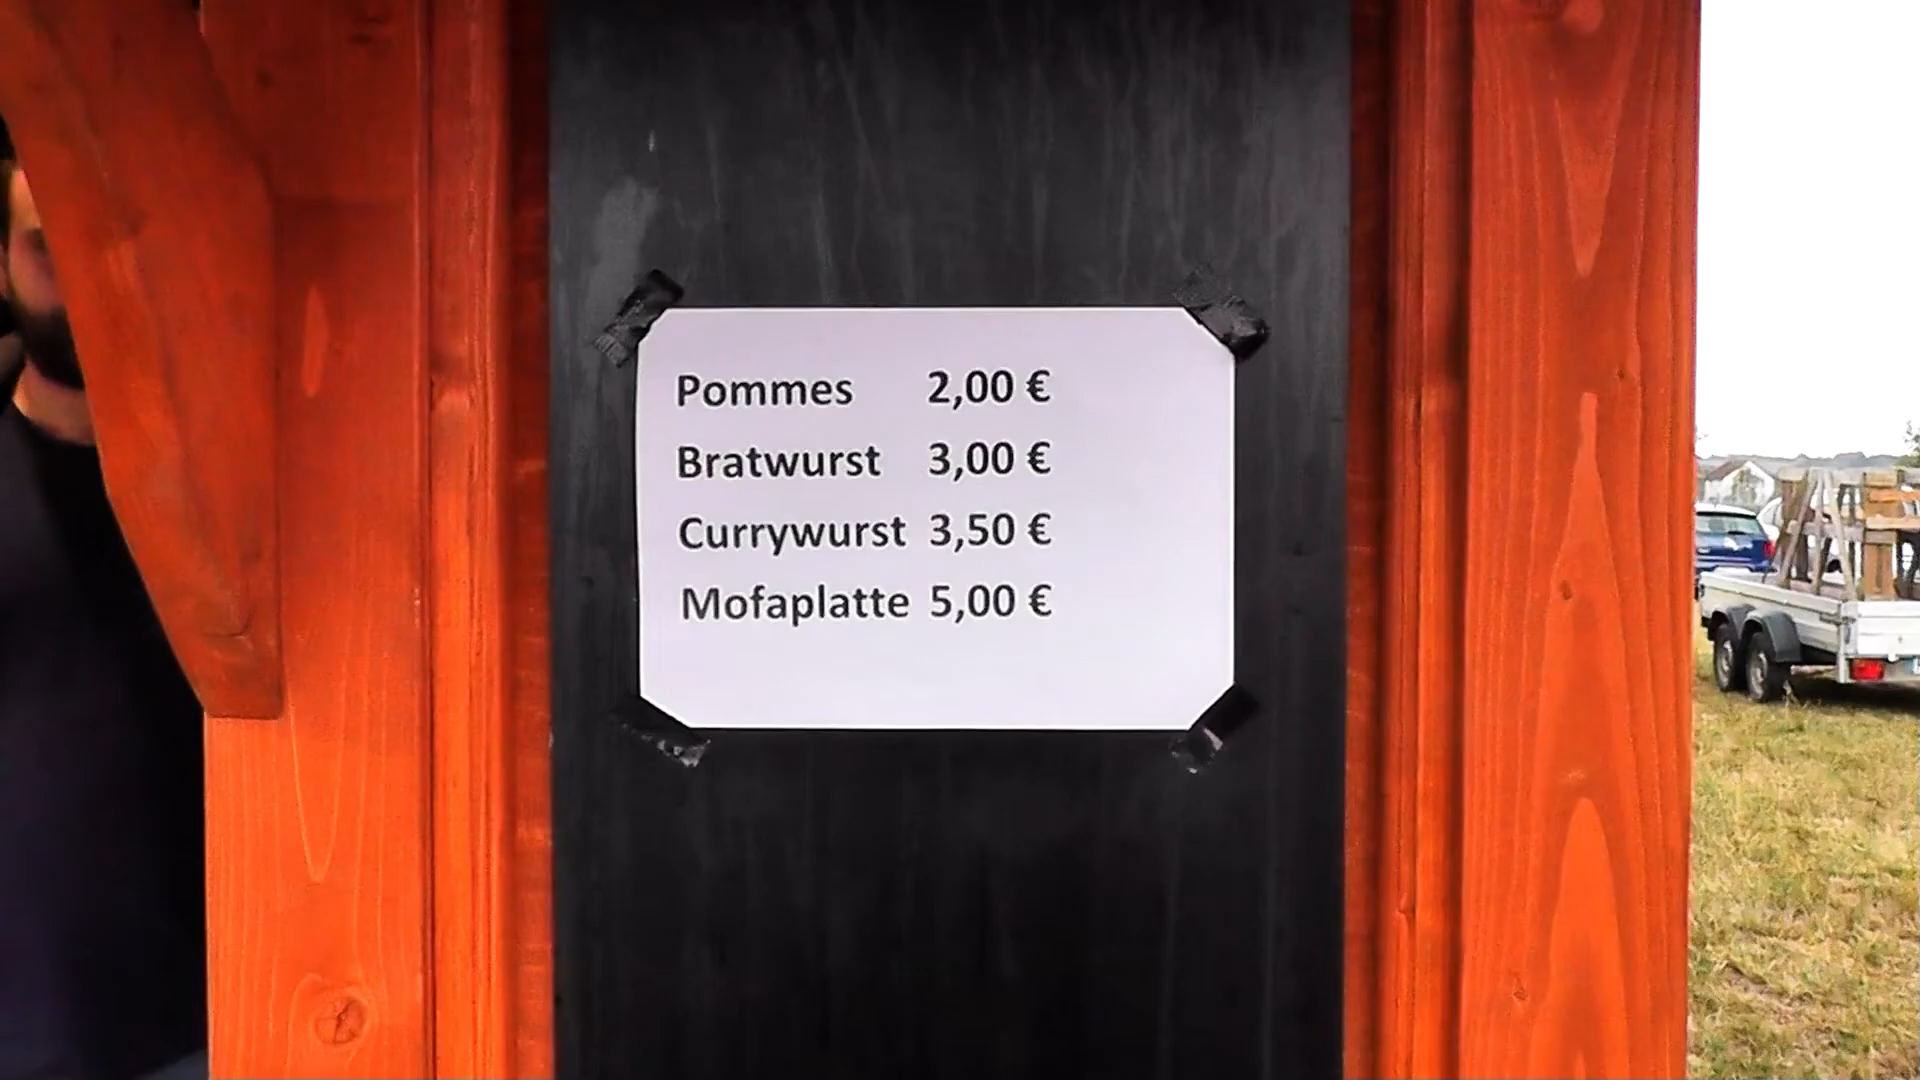 Pommes 2,00 €
Bratwurst 3,00 €
Currywurst 3,50 €
Mofaplatte 5,00 €